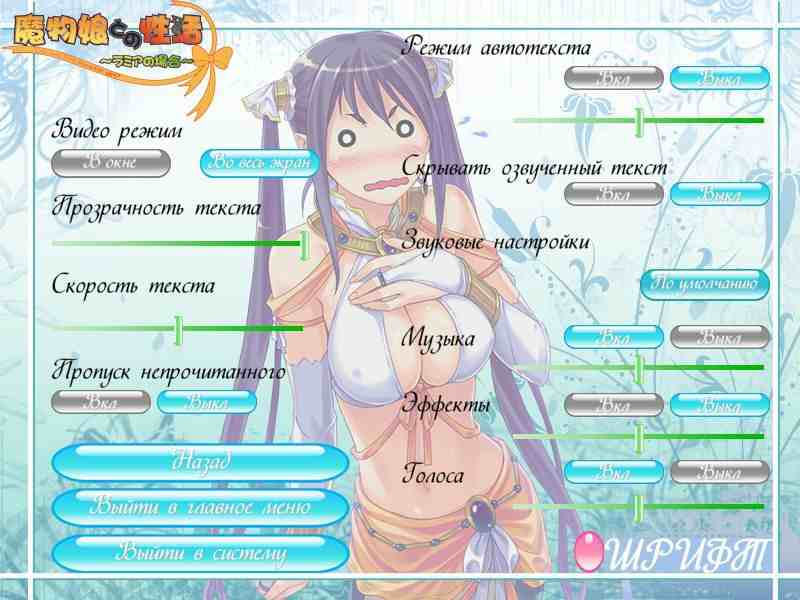 魔物娘との性活
～ラミアの場合～
Режим автотекста
Вкл Выкл
Видео режим
В окне Во весь экран
Скрывать озвученный текст
Вкл Выкл
Прозрачность текста
Звуковые настройки
По умолчанию
Скорость текста
Музыка
Вкл Выкл
Пропуск непрочитанного
Вкл Выкл
Эффекты
Вкл Выкл
Назад
Голоса
Вкл Выкл
Выйти в главное меню
Выйти в систему
ШРИФТ